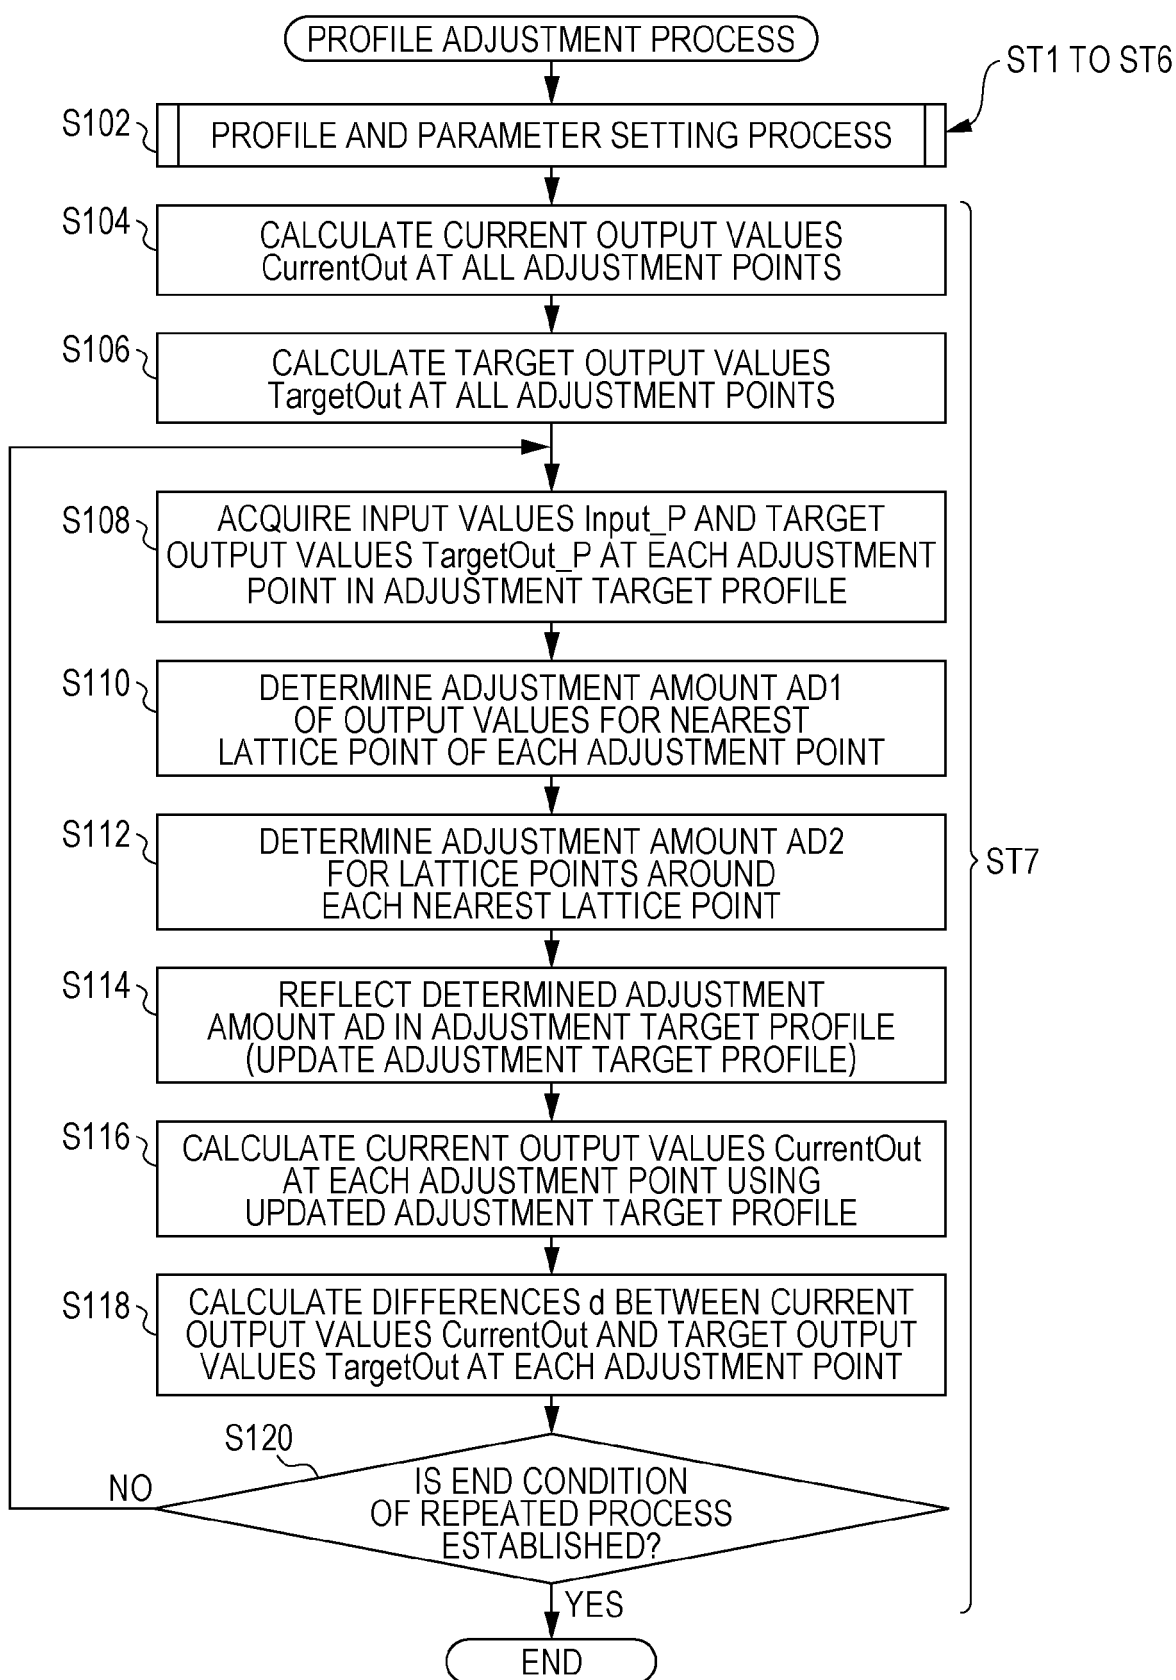 PROFILE ADJUSTMENT PROCESS
ST1 TO ST6
S102
PROFILE AND PARAMETER SETTING PROCESS
S104
CALCULATE CURRENT OUTPUT VALUES
CurrentOut AT ALL ADJUSTMENT POINTS
S106
CALCULATE TARGET OUTPUT VALUES
TargetOut AT ALL ADJUSTMENT POINTS
S108
ACQUIRE INPUT VALUES Input_P AND TARGET
OUTPUT VALUES TargetOut_P AT EACH ADJUSTMENT
POINT IN ADJUSTMENT TARGET PROFILE
S110
DETERMINE ADJUSTMENT AMOUNT AD1
OF OUTPUT VALUES FOR NEAREST
LATTICE POINT OF EACH ADJUSTMENT POINT
S112
DETERMINE ADJUSTMENT AMOUNT AD2
FOR LATTICE POINTS AROUND
EACH NEAREST LATTICE POINT
ST7
S114
REFLECT DETERMINED ADJUSTMENT
AMOUNT AD IN ADJUSTMENT TARGET PROFILE
(UPDATE ADJUSTMENT TARGET PROFILE)
S116
CALCULATE CURRENT OUTPUT VALUES CurrentOut
AT EACH ADJUSTMENT POINT USING
UPDATED ADJUSTMENT TARGET PROFILE
S118
CALCULATE DIFFERENCES d BETWEEN CURRENT
OUTPUT VALUES CurrentOut AND TARGET OUTPUT
VALUES TargetOut AT EACH ADJUSTMENT POINT
S120
NO
IS END CONDITION
OF REPEATED PROCESS
ESTABLISHED?
YES
END